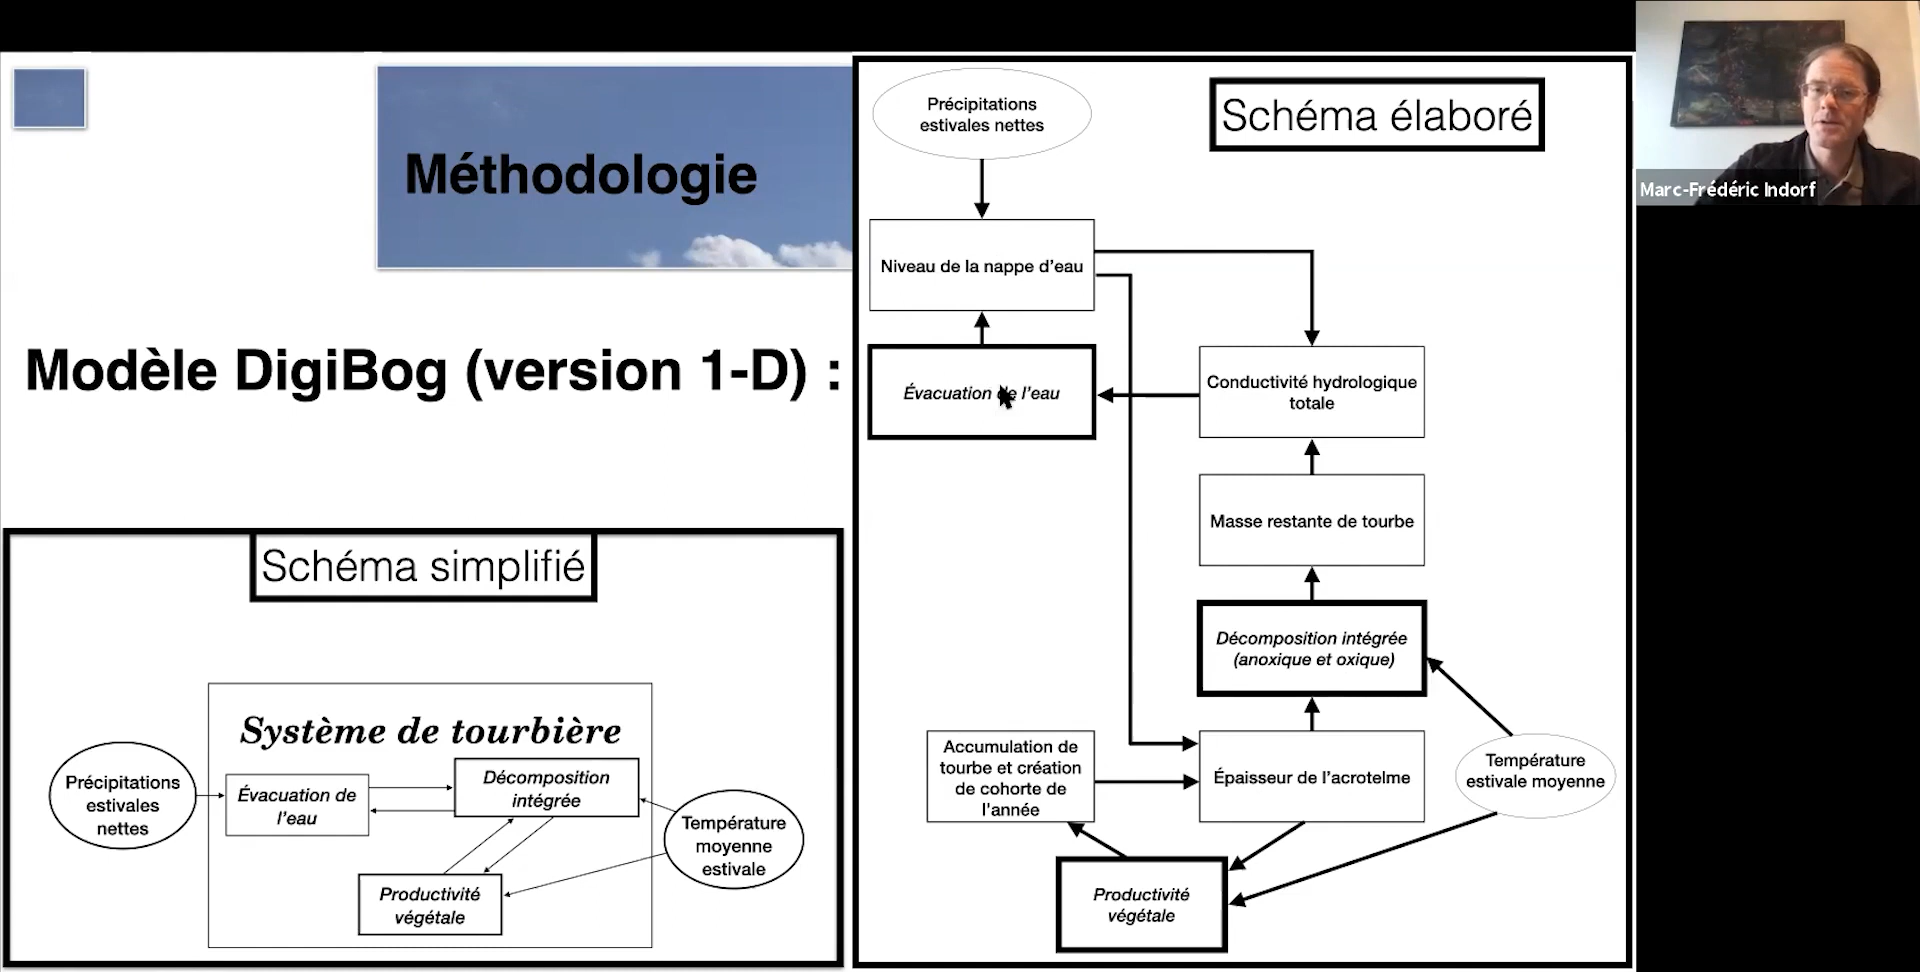 Méthodologie
Modèle DigiBog (version 1-D) :
Schéma simplifié
Système de tourbière
Précipitations
estivales
nettes
Évacuation de
l'eau
Décomposition
intégrée
Productivité
végétale
Température
moyenne
estivale
Schéma élaboré
Précipitations
estivales nettes
Niveau de la nappe d'eau
Évacuation de l'eau
Conductivité hydrologique
totale
Masse restante de tourbe
Décomposition intégrée
(anoxique et oxique)
Accumulation de
tourbe et création
de cohorte de
l'année
Épaisseur de l'acrotelme
Température
estivale moyenne
Productivité
végétale
Marc-Frédéric Indorf